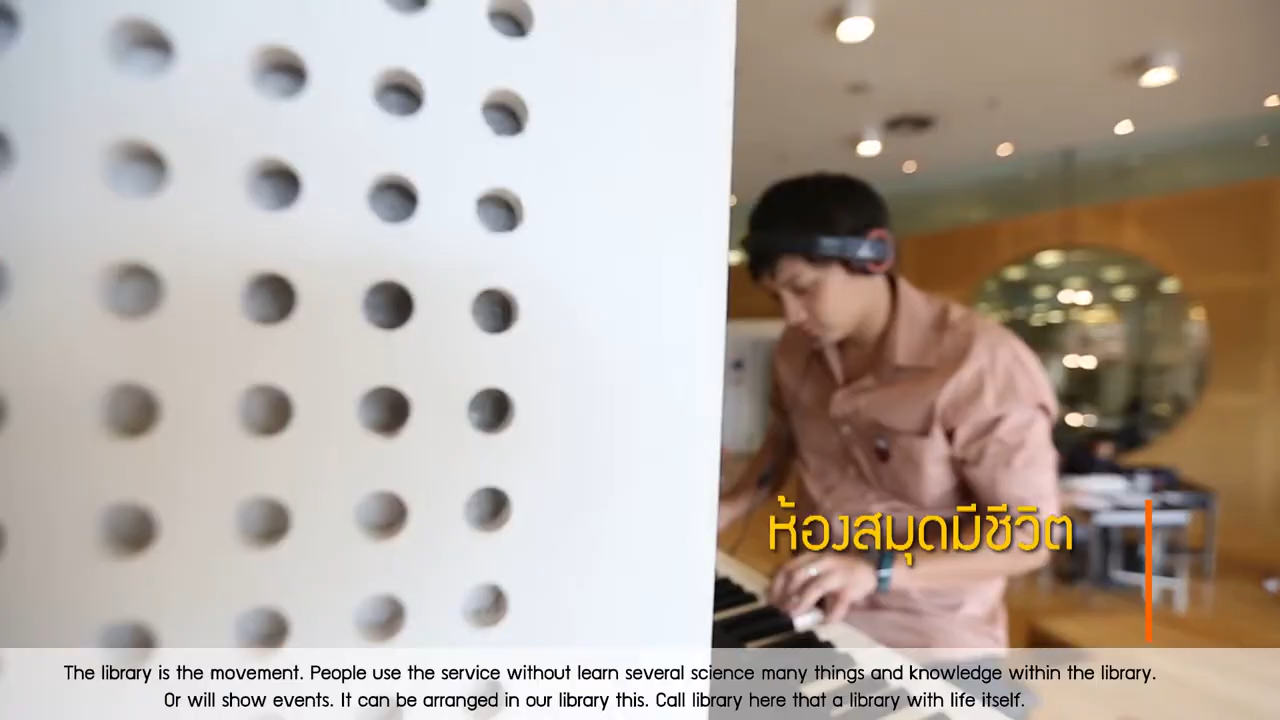 ห้องสมุดมีชีวิต
The library is the movement. People use the service without learn several science many things and knowledge within the library.
Or will show events. It can be arranged in our library this. Call library here that a library with life itself.